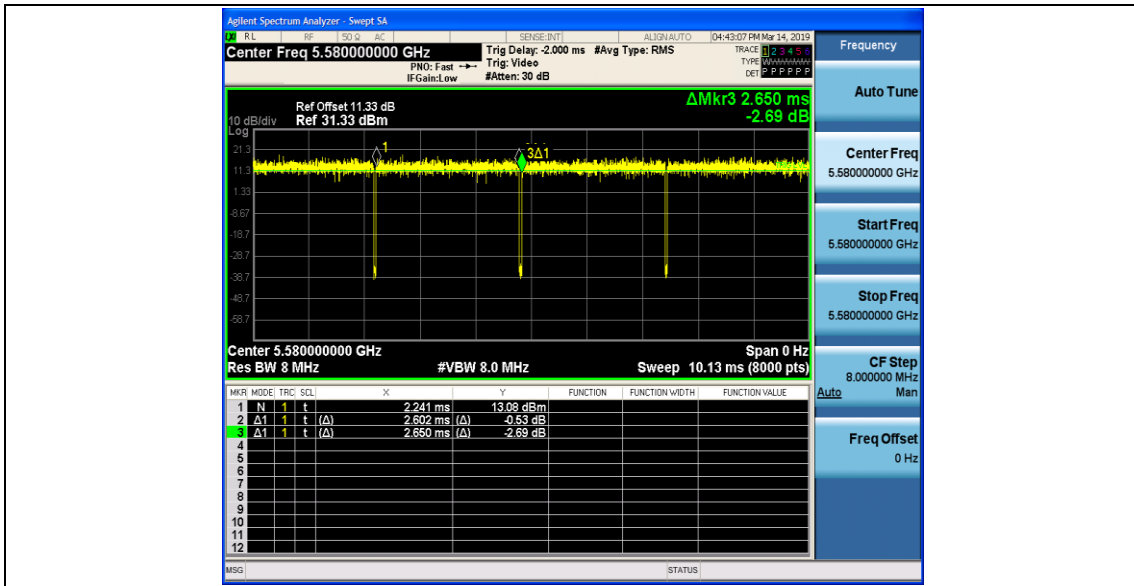 Agilent Spectrum Analyzer - Swept SA
LXI RL RF 50 Ω AC SENSE:INT ALIGNAUTO 04:43:07 PM Mar 14, 2019
Center Freq 5.580000000 GHz
PNO: Fast
IFGain:Low
Trig Delay: -2.000 ms #Avg Type: RMS
Trig: Video
#Atten: 30 dB
TRACE 1 2 3 4 5 6
TYPE WWWWWW
DET P P P P P P
Frequency
Auto Tune
Center Freq
5.580000000 GHz
Start Freq
5.580000000 GHz
Stop Freq
5.580000000 GHz
CF Step
8.000000 MHz
Auto Man
Freq Offset
0 Hz
ΔMkr3 2.650 ms
-2.69 dB
Ref Offset 11.33 dB
10 dB/div Ref 31.33 dBm
Log
21.3
11.3
1.33
-8.67
-18.7
-28.7
-38.7
-48.7
-58.7
1
3Δ1
Center 5.580000000 GHz Span 0 Hz
Res BW 8 MHz #VBW 8.0 MHz Sweep 10.13 ms (8000 pts)
MKR MODE TRC SCL X Y FUNCTION FUNCTION WIDTH FUNCTION VALUE
1 N 1 t 2.241 ms 13.08 dBm
2 Δ1 1 t (Δ) 2.602 ms (Δ) -0.53 dB
3 Δ1 1 t (Δ) 2.650 ms (Δ) -2.69 dB
4
5
6
7
8
9
10
11
12
MSG STATUS